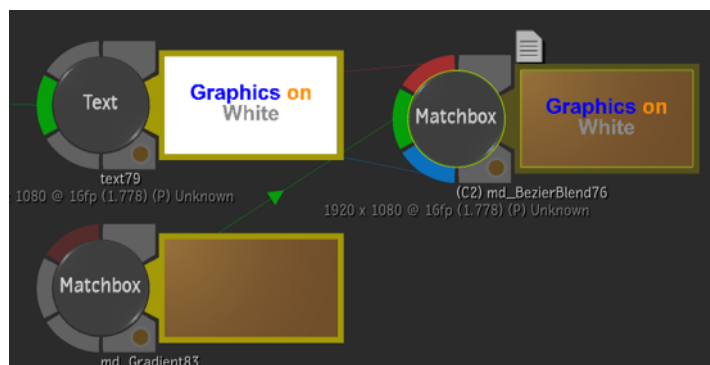 Text
Graphics on
White
text79
x 1080 @ 16fp (1.778) (P) Unknown
Matchbox
Graphics on
White
(C2) md_BezierBlend76
1920 x 1080 @ 16fp (1.778) (P) Unknown
Matchbox
md_Gradient83